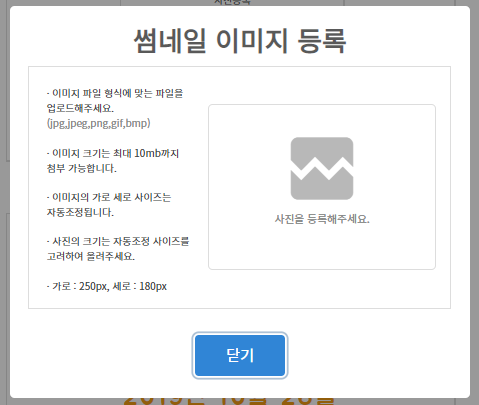 썸네일 이미지 등록
· 이미지 파일 형식에 맞는 파일을
업로드해주세요.
(jpg,jpeg,png,gif,bmp)
· 이미지 크기는 최대 10mb까지
첨부 가능합니다.
· 이미지의 가로 세로 사이즈는
자동조정됩니다.
· 사진의 크기는 자동조정 사이즈를
고려하여 올려주세요.
· 가로 : 250px, 세로 : 180px
사진을 등록해주세요.
닫기